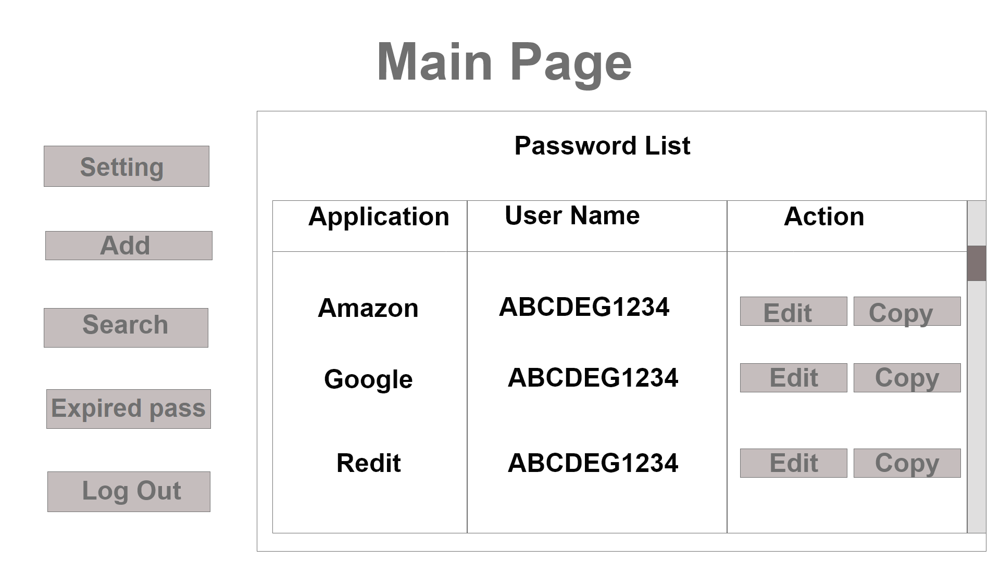 Main Page
Setting
Add
Search
Expired pass
Log Out
Password List
Application User Name Action
Amazon ABCDEG1234 Edit Copy
Google ABCDEG1234 Edit Copy
Redit ABCDEG1234 Edit Copy